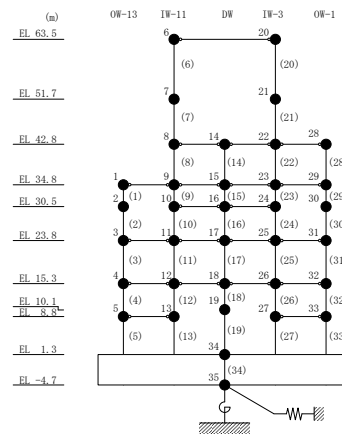 (m) OW-13 IW-11 DW IW-3 OW-1
EL 63.5 6 20
(6) (20)
EL 51.7 7 21
(7) (21)
EL 42.8 8 14 22 28
(8) (14) (22) (28)
EL 34.8 1 9 15 23 29
(1) (9) (15) (23) (29)
EL 30.5 2 10 16 24 30
(2) (10) (16) (24) (30)
EL 23.8 3 11 17 25 31
(3) (11) (17) (25) (31)
EL 15.3 4 12 18 26 32
(4) (12) (18) (26) (32)
EL 10.1 19
EL 8.8 5 13 27 33
(5) (13) (19) (27) (33)
EL 1.3 34
(34)
EL -4.7 35